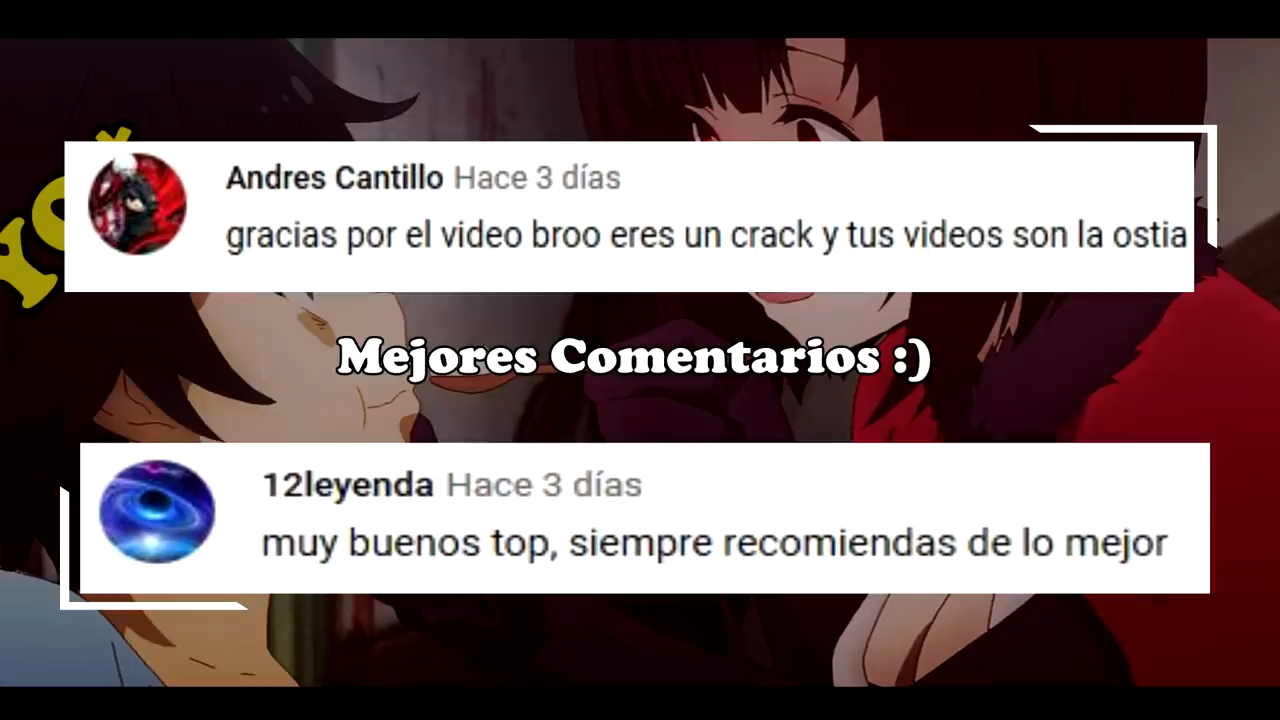 Andres Cantillo Hace 3 días
gracias por el video broo eres un crack y tus videos son la ostia
Mejores Comentarios :)
12leyenda Hace 3 días
muy buenos top, siempre recomiendas de lo mejor